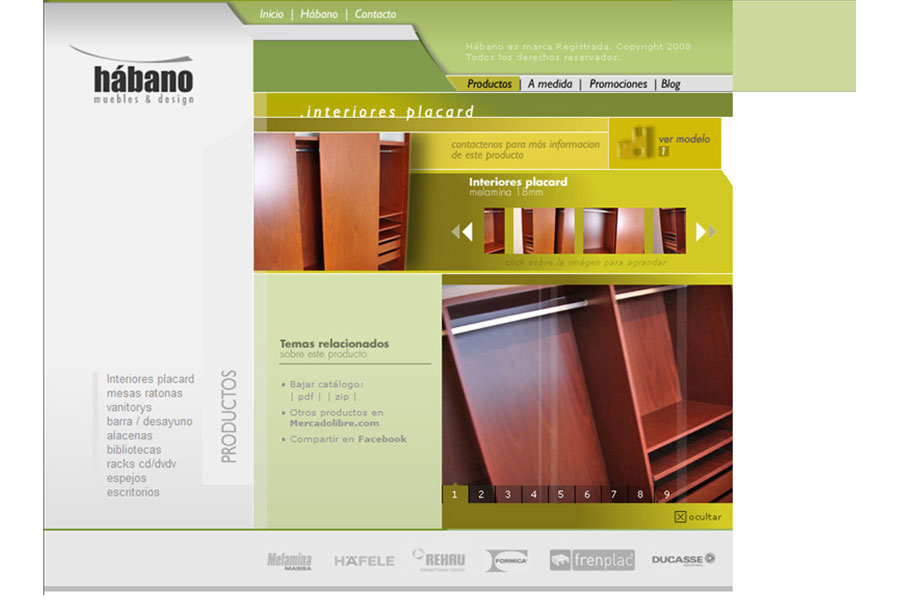 Inicio | Hábano | Contacto
Hábano es marca Registrada. Copyright 2009
Todos los derechos reservados.
Productos | A medida | Promociones | Blog
hábano
muebles & design
.interiores placard
contactenos para más informacion
de este producto
ver modelo
1
Interiores placard
melamina 18mm
click sobre la imágen para agrandar
Temas relacionados
sobre este producto
• Bajar catálogo:
| pdf | | zip |
• Otros productos en
Mercadolibre.com
• Compartir en Facebook
PRODUCTOS
Interiores placard
mesas ratonas
vanitorys
barra / desayuno
alacenas
bibliotecas
racks cd/dvdv
espejos
escritorios
1 2 3 4 5 6 7 8 9
ocultar
Melamina
MASISA
HÄFELE
REHAU
FORMICA
frenplac
DUCASSE